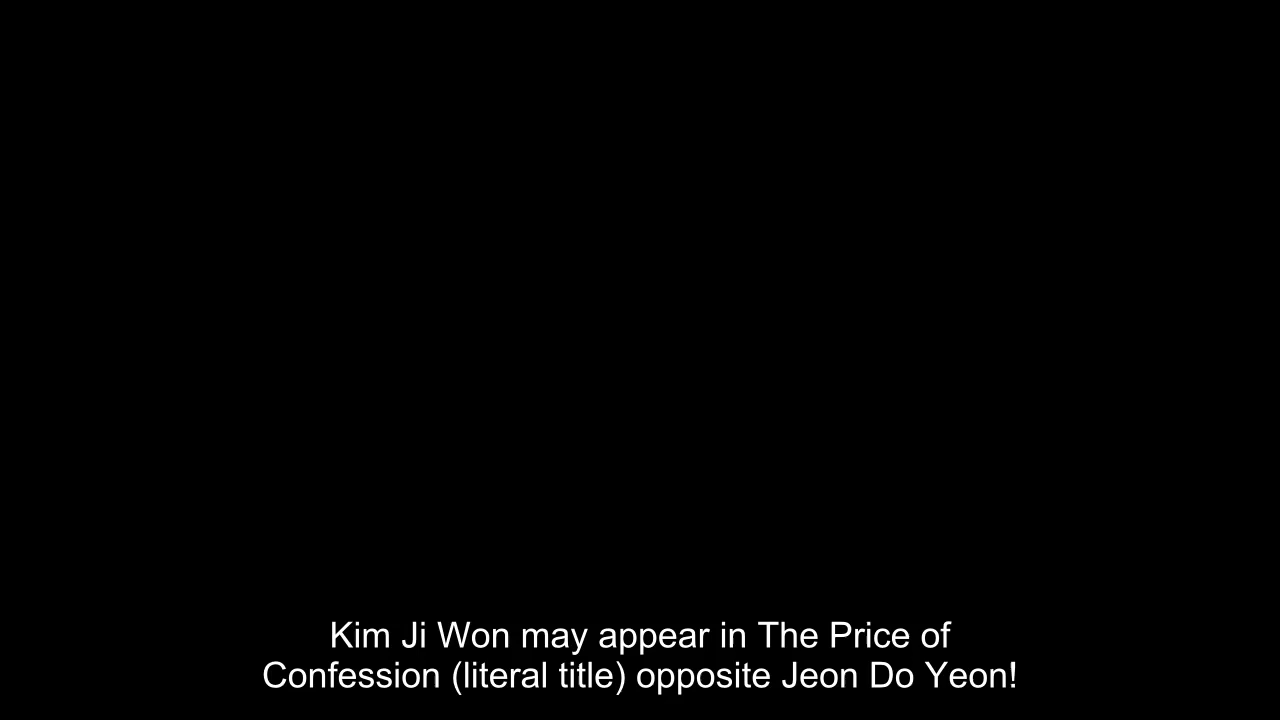 Kim Ji Won may appear in The Price of
Confession (literal title) opposite Jeon Do Yeon!